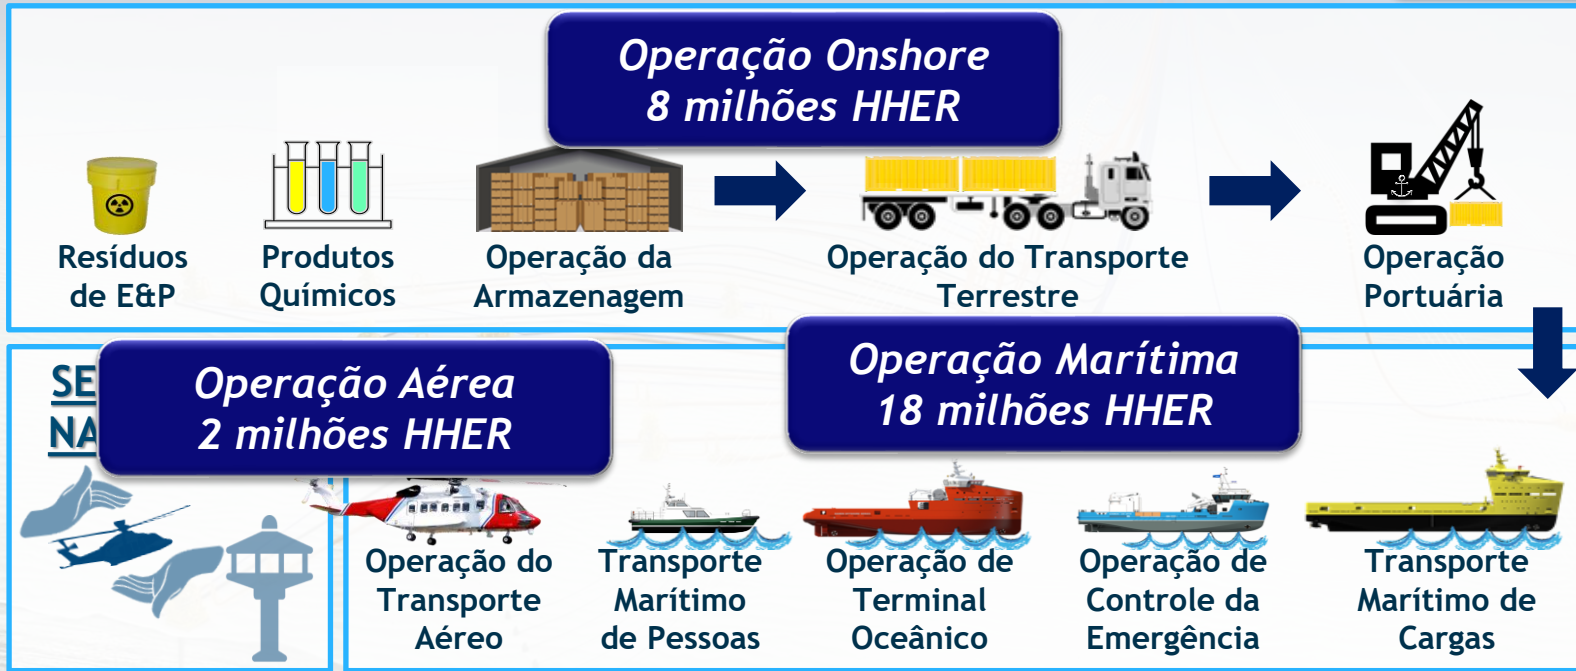 Operação Onshore
8 milhões HHER
Resíduos
de E&P
Produtos
Químicos
Operação da
Armazenagem
Operação do Transporte
Terrestre
Operação
Portuária
Operação Aérea
2 milhões HHER
Operação Marítima
18 milhões HHER
Operação do
Transporte
Aéreo
Transporte
Marítimo
de Pessoas
Operação de
Terminal
Oceânico
Operação de
Controle da
Emergência
Transporte
Marítimo de
Cargas